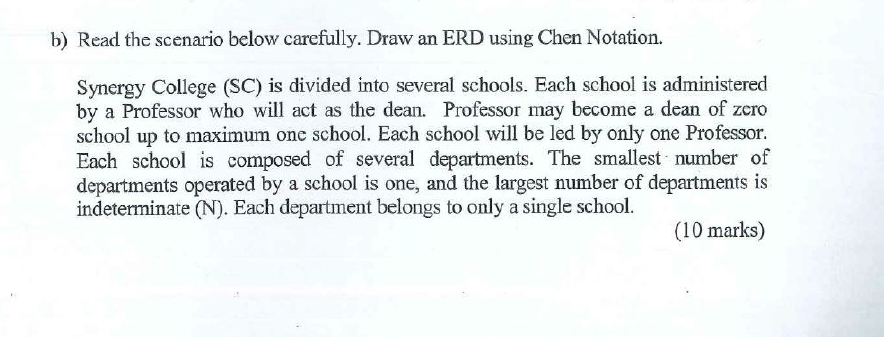 b) Read the scenario below carefully. Draw an ERD using Chen Notation.
Synergy College (SC) is divided into several schools. Each school is administered
by a Professor who will act as the dean. Professor may become a dean of zero
school up to maximum one school. Each school will be led by only one Professor.
Each school is composed of several departments. The smallest number of
departments operated by a school is one, and the largest number of departments is
indeterminate (N). Each department belongs to only a single school.
(10 marks)